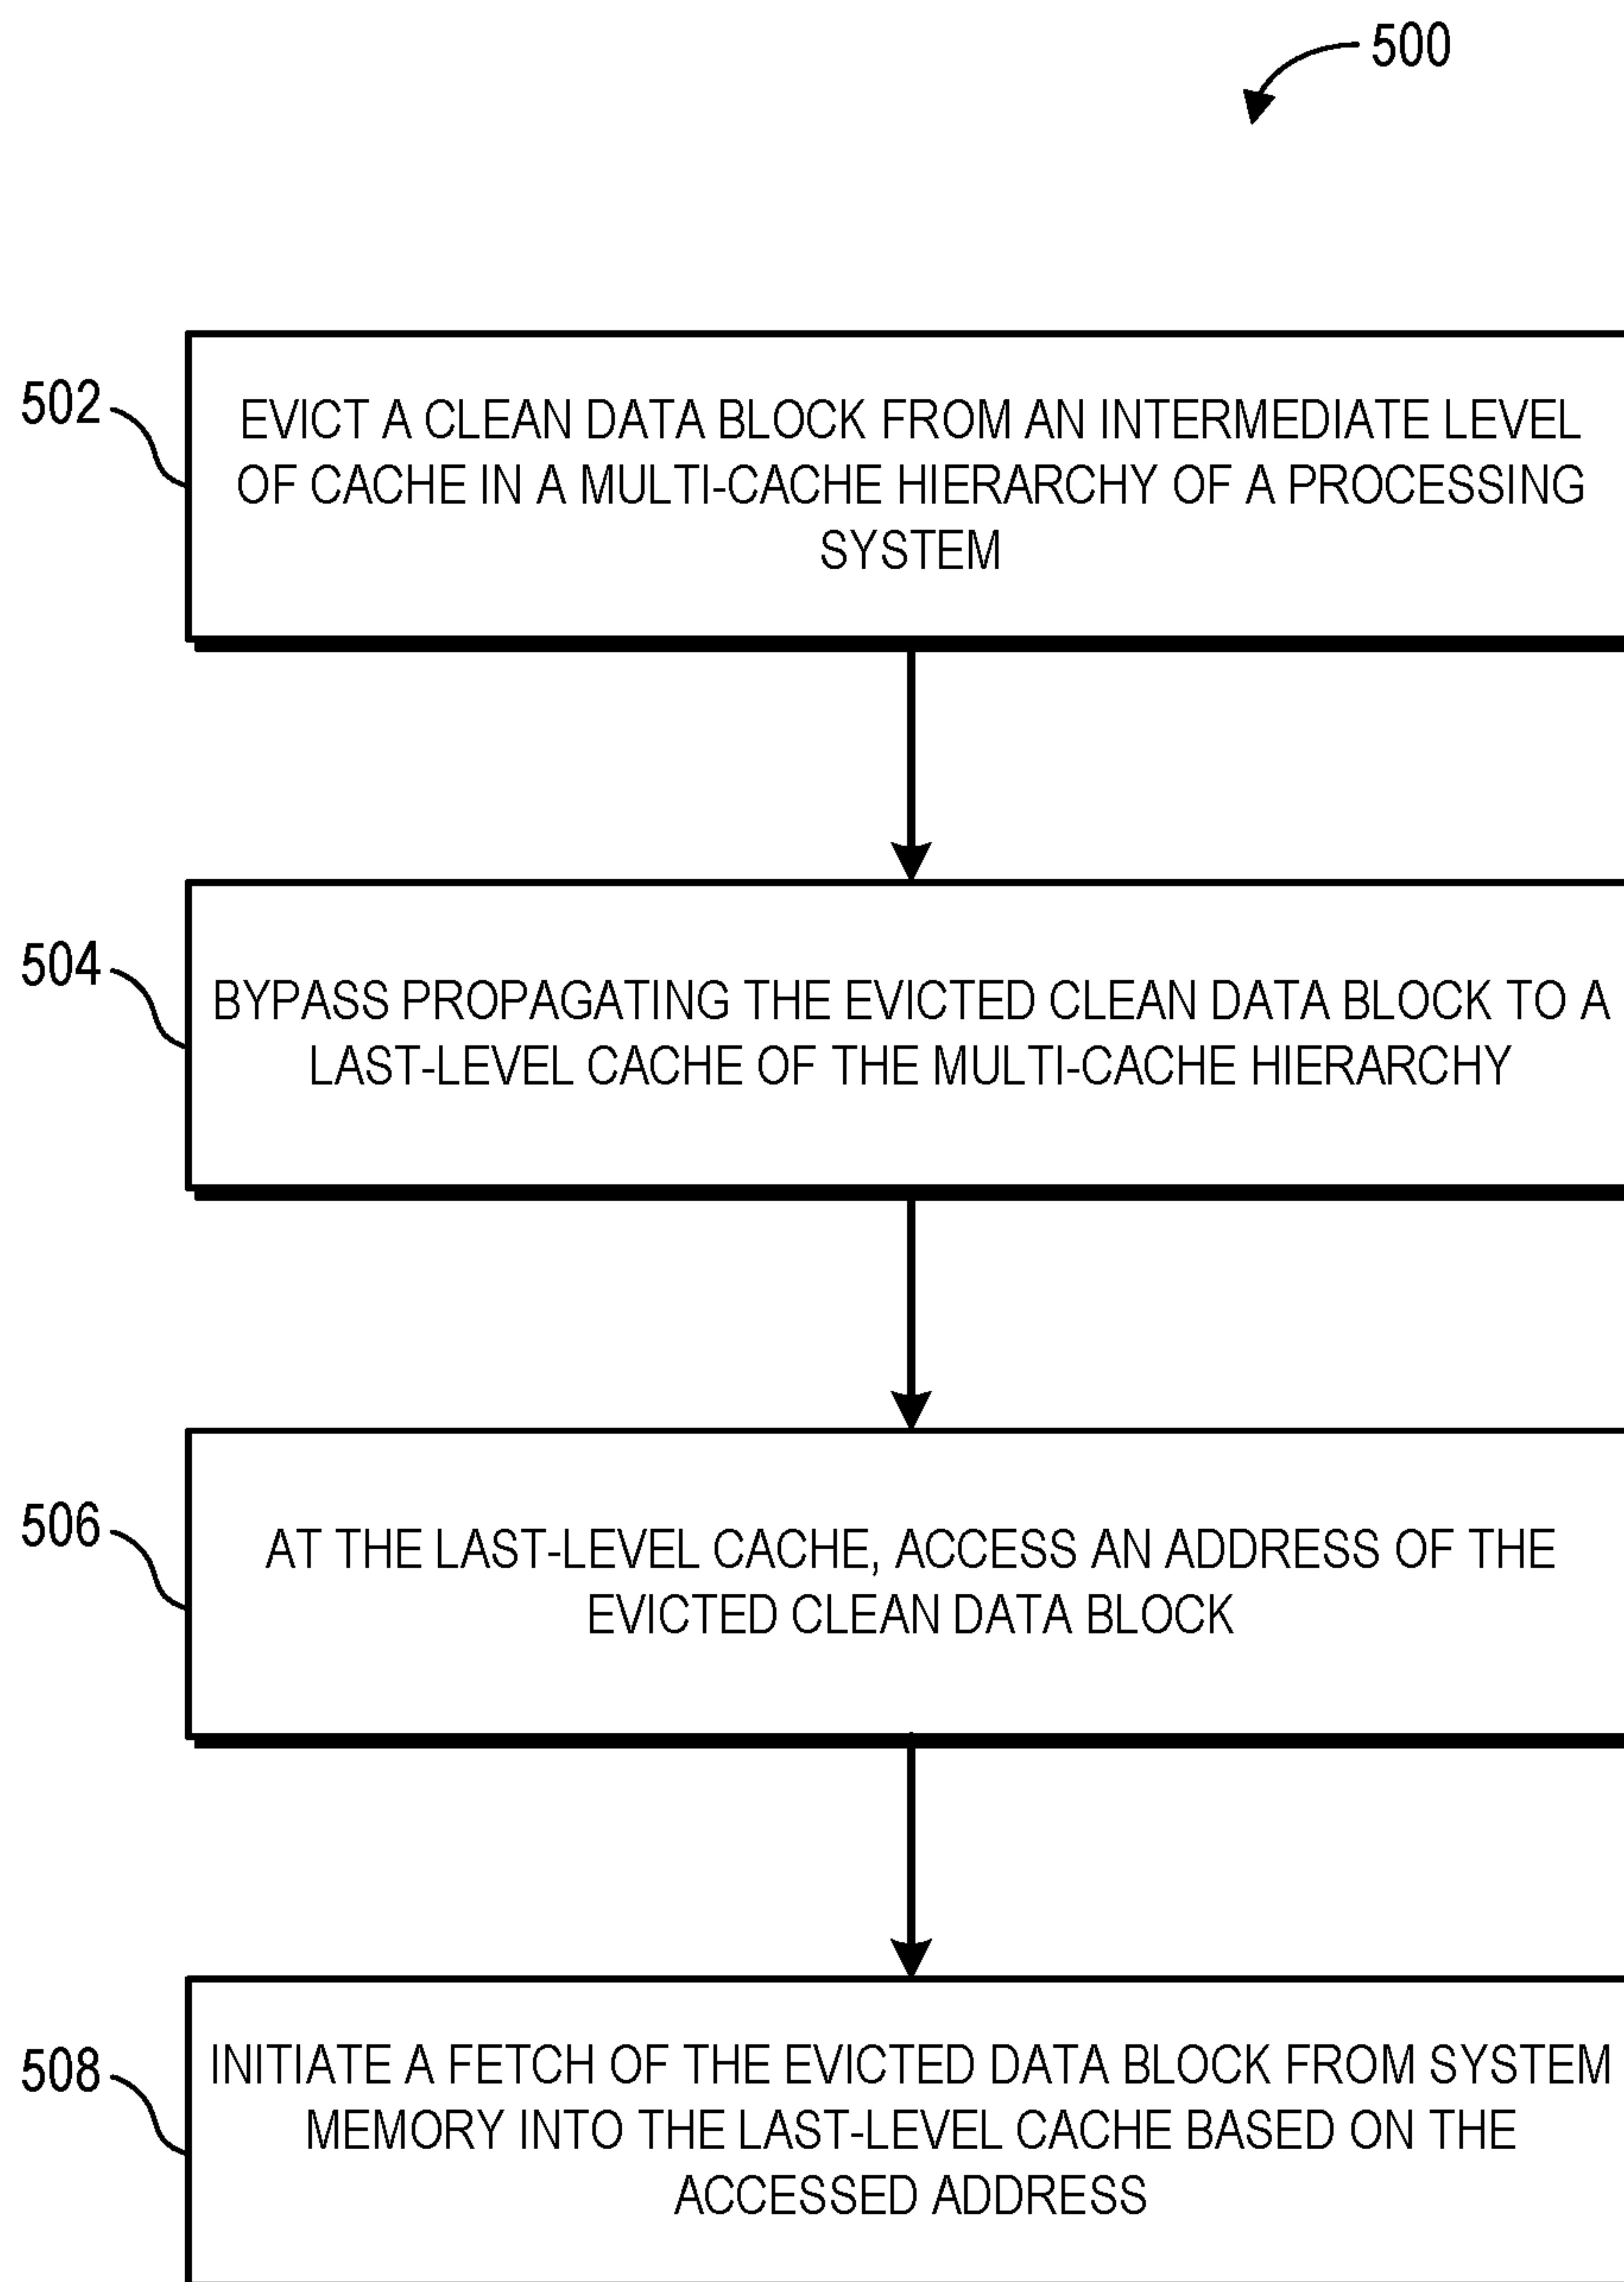 500
502
EVICT A CLEAN DATA BLOCK FROM AN INTERMEDIATE LEVEL
OF CACHE IN A MULTI-CACHE HIERARCHY OF A PROCESSING
SYSTEM
504
BYPASS PROPAGATING THE EVICTED CLEAN DATA BLOCK TO A
LAST-LEVEL CACHE OF THE MULTI-CACHE HIERARCHY
506
AT THE LAST-LEVEL CACHE, ACCESS AN ADDRESS OF THE
EVICTED CLEAN DATA BLOCK
508
INITIATE A FETCH OF THE EVICTED DATA BLOCK FROM SYSTEM
MEMORY INTO THE LAST-LEVEL CACHE BASED ON THE
ACCESSED ADDRESS